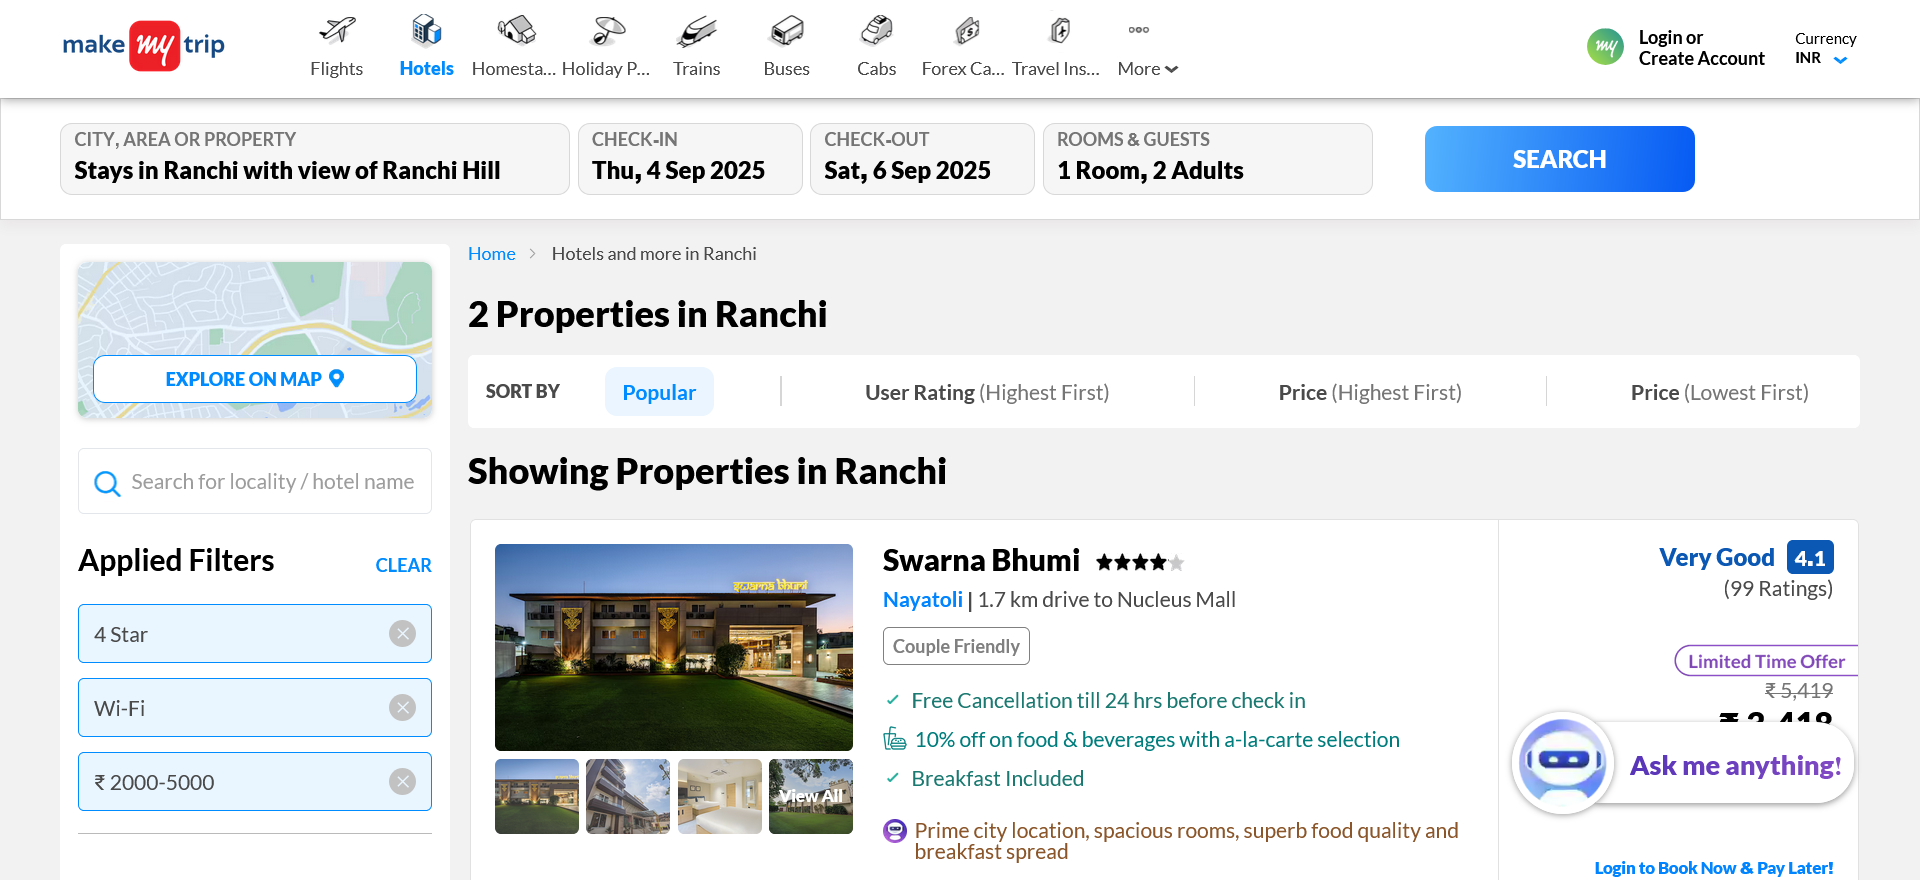 make my trip
Flights
Hotels
Homesta...
Holiday P...
Trains
Buses
Cabs
Forex Ca...
Travel Ins...
More
my
Login or
Create Account
Currency
INR
CITY, AREA OR PROPERTY
Stays in Ranchi with view of Ranchi Hill
CHECK-IN
Thu, 4 Sep 2025
CHECK-OUT
Sat, 6 Sep 2025
ROOMS & GUESTS
1 Room, 2 Adults
SEARCH
EXPLORE ON MAP
Search for locality / hotel name
Applied Filters
CLEAR
4 Star
Wi-Fi
₹ 2000-5000
Home
Hotels and more in Ranchi
2 Properties in Ranchi
SORT BY
Popular
User Rating (Highest First)
Price (Highest First)
Price (Lowest First)
Showing Properties in Ranchi
swarna bhumi
View All
Swarna Bhumi
Nayatoli | 1.7 km drive to Nucleus Mall
Couple Friendly
Free Cancellation till 24 hrs before check in
10% off on food & beverages with a-la-carte selection
Breakfast Included
Prime city location, spacious rooms, superb food quality and
breakfast spread
Very Good 4.1
(99 Ratings)
Limited Time Offer
₹ 5,419
Ask me anything!
Login to Book Now & Pay Later!